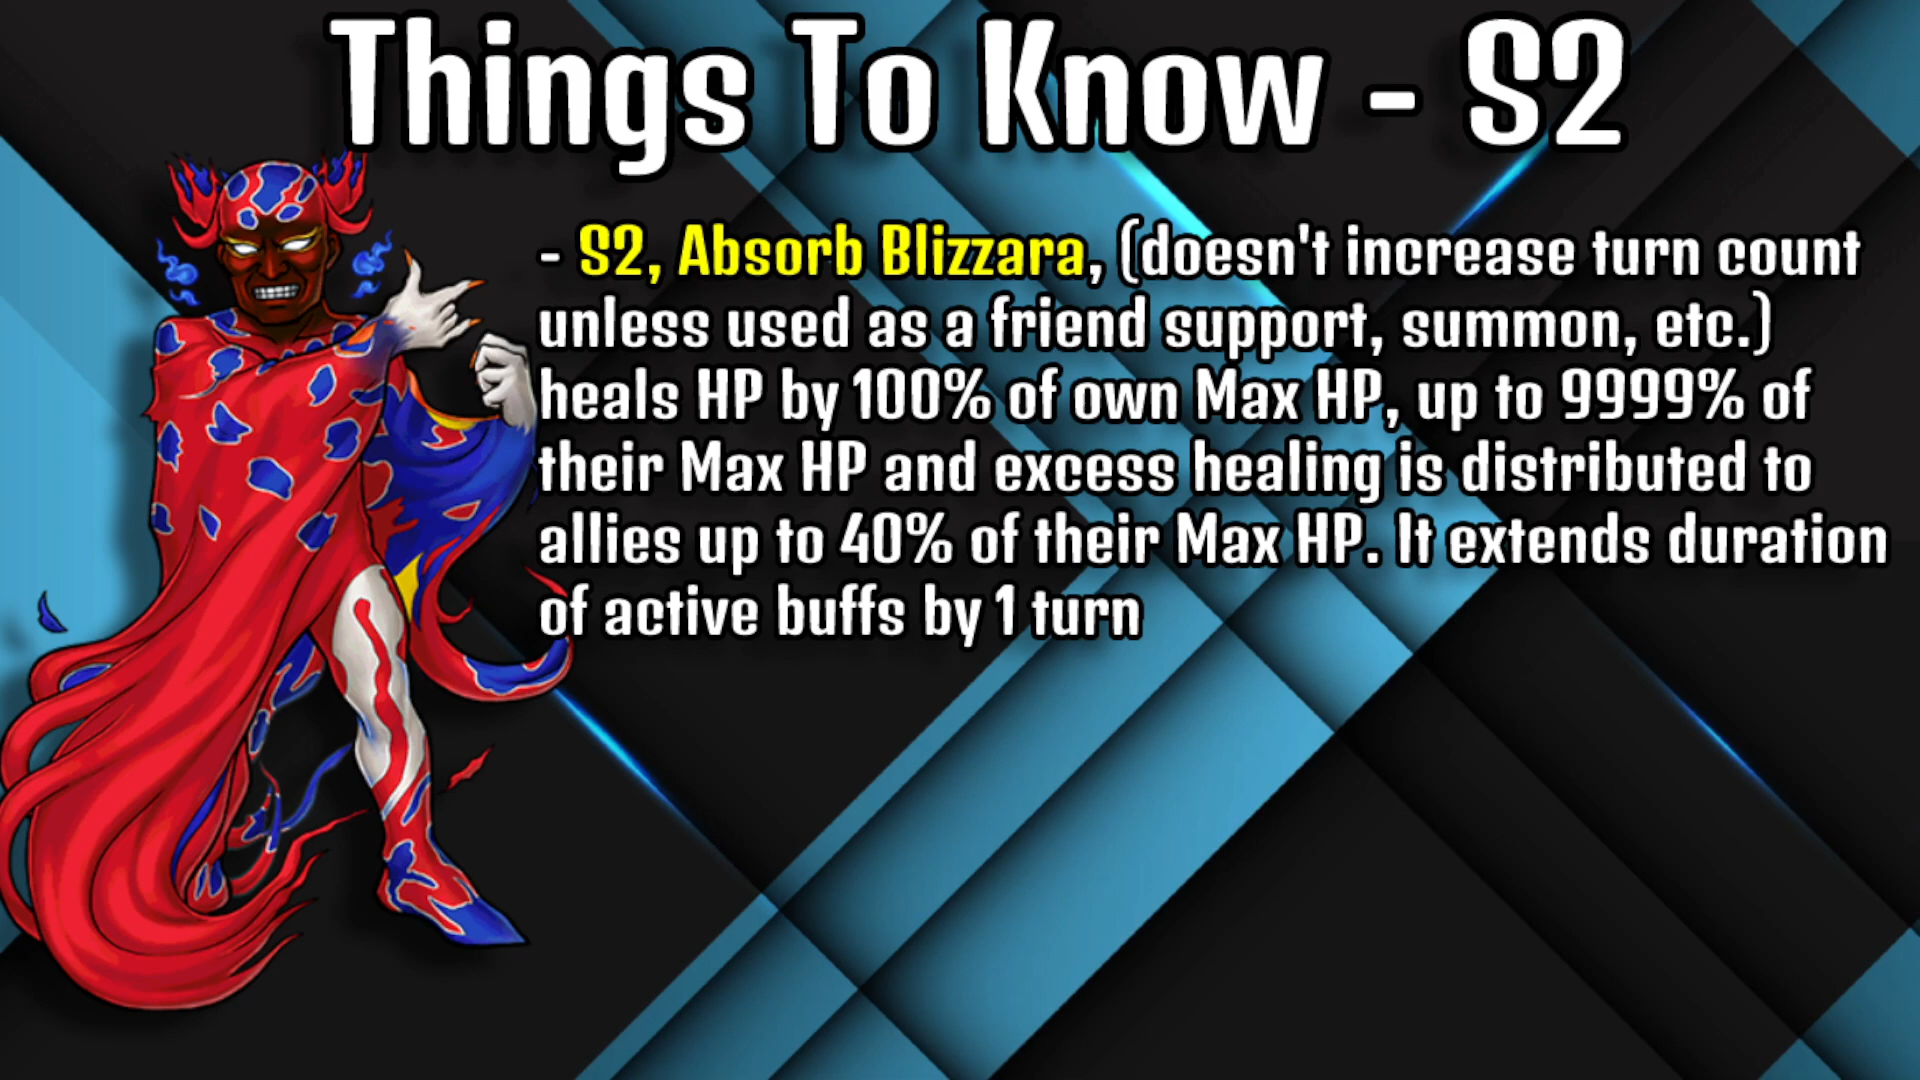 Things To Know - S2
- S2, Absorb Blizzara, (doesn't increase turn count
unless used as a friend support, summon, etc.)
heals HP by 100% of own Max HP, up to 9999% of
their Max HP and excess healing is distributed to
allies up to 40% of their Max HP. It extends duration
of active buffs by 1 turn